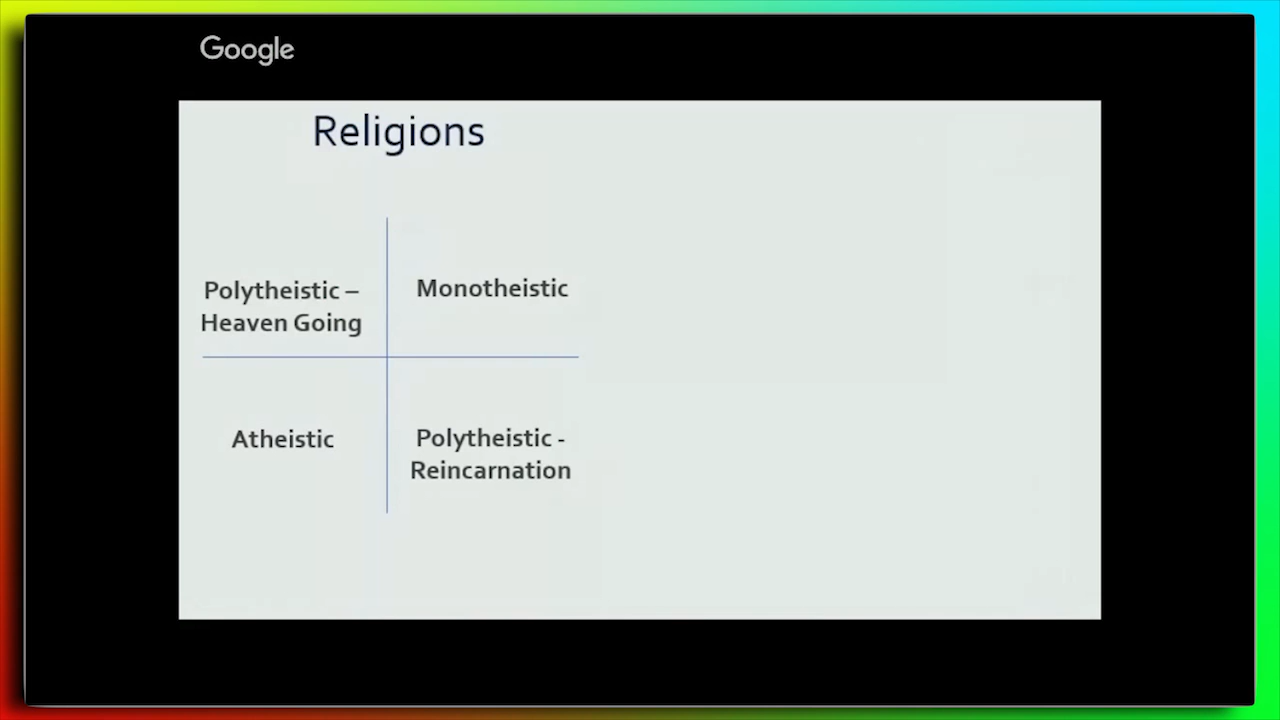 Google
Religions
Polytheistic –
Heaven Going
Monotheistic
Atheistic
Polytheistic -
Reincarnation